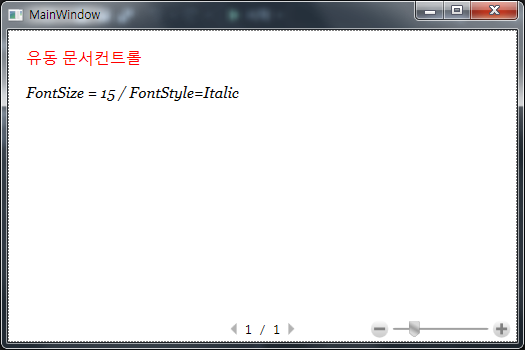 MainWindow
유동 문서컨트롤
FontSize = 15 / FontStyle=Italic
1 / 1